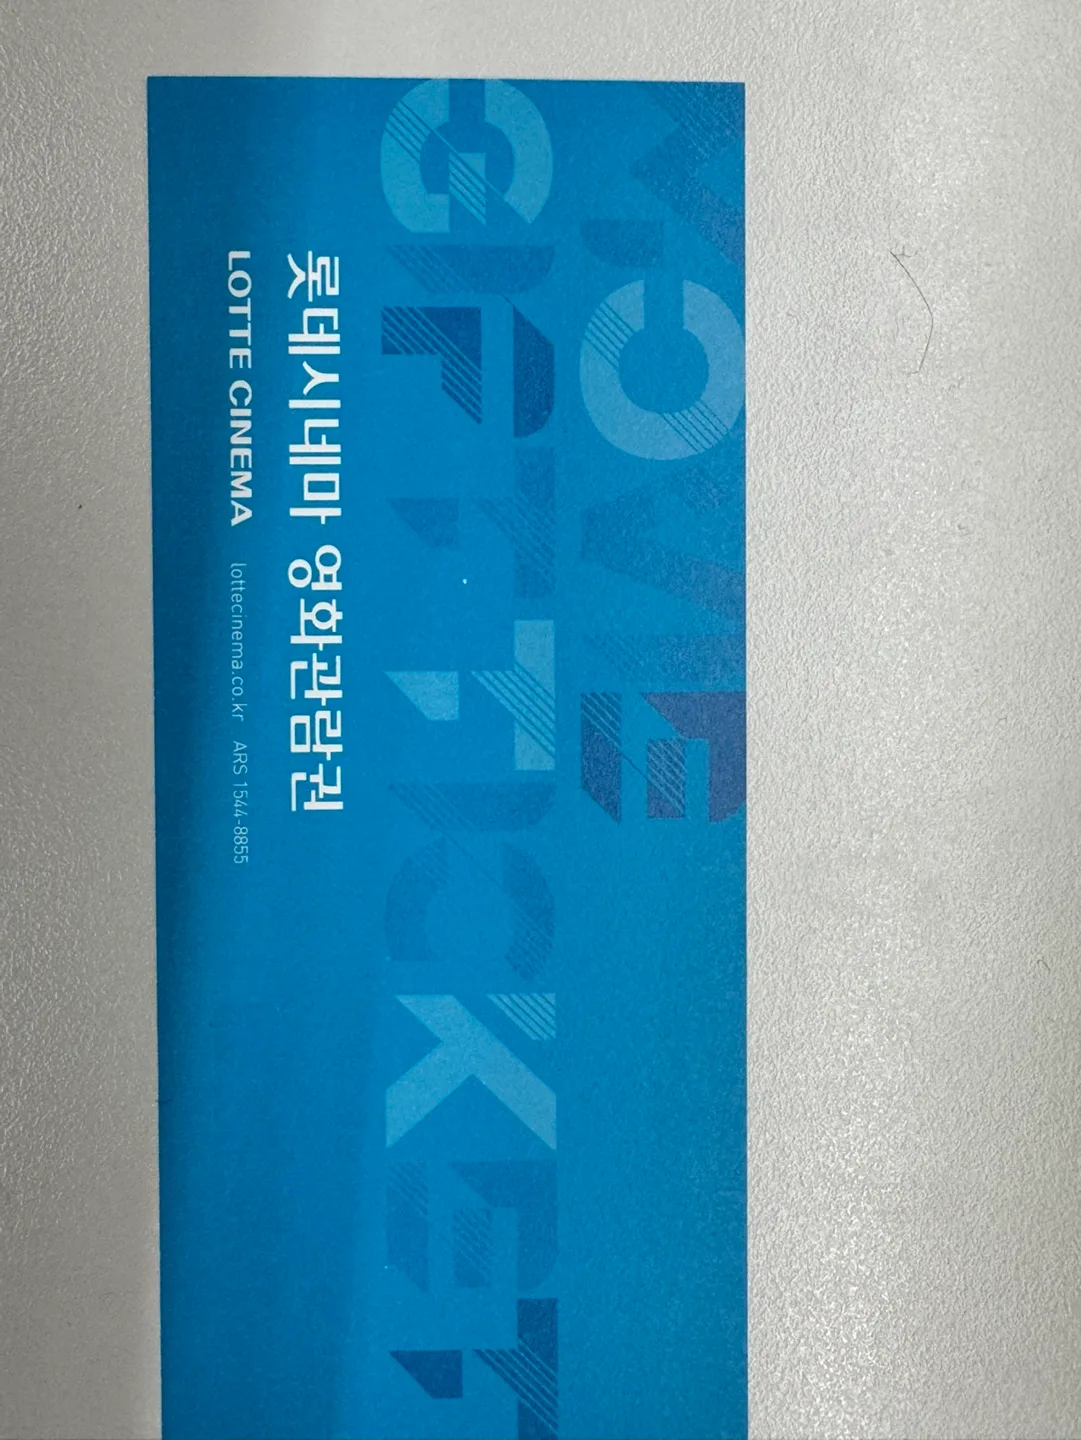 MOVIE
GIFT TICKET
롯데시네마 영화관람권
LOTTE CINEMA lottecinema.co.kr ARS 1544-8855